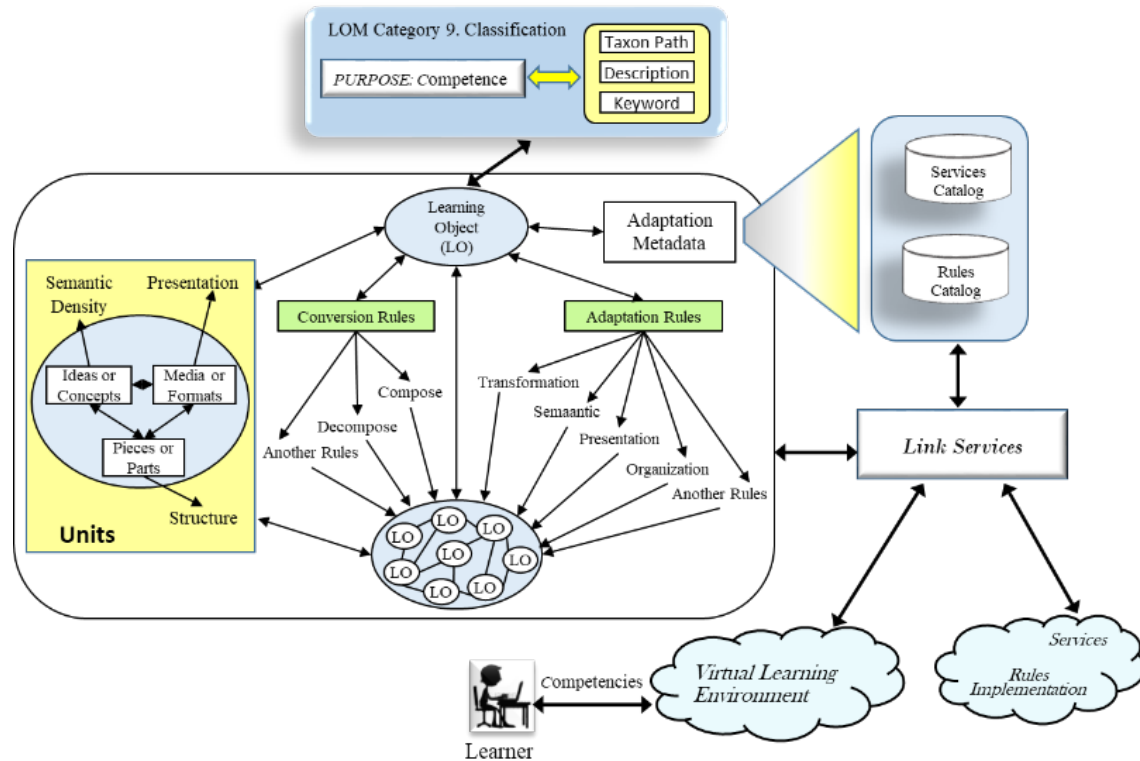 LOM Category 9. Classification
PURPOSE: Competence
Taxon Path
Description
Keyword
Services
Catalog
Rules
Catalog
Learning
Object
(LO)
Adaptation
Metadata
Semantic
Density
Presentation
Ideas or
Concepts
Media or
Formats
Pieces or
Parts
Structure
Units
Conversion Rules
Compose
Decompose
Another Rules
Adaptation Rules
Transformation
Semaantic
Presentation
Organization
Another Rules
LO
LO
LO
LO
LO
LO
LO
LO
Link Services
Virtual Learning
Environment
Services
Rules
Implementation
Competencies
Learner